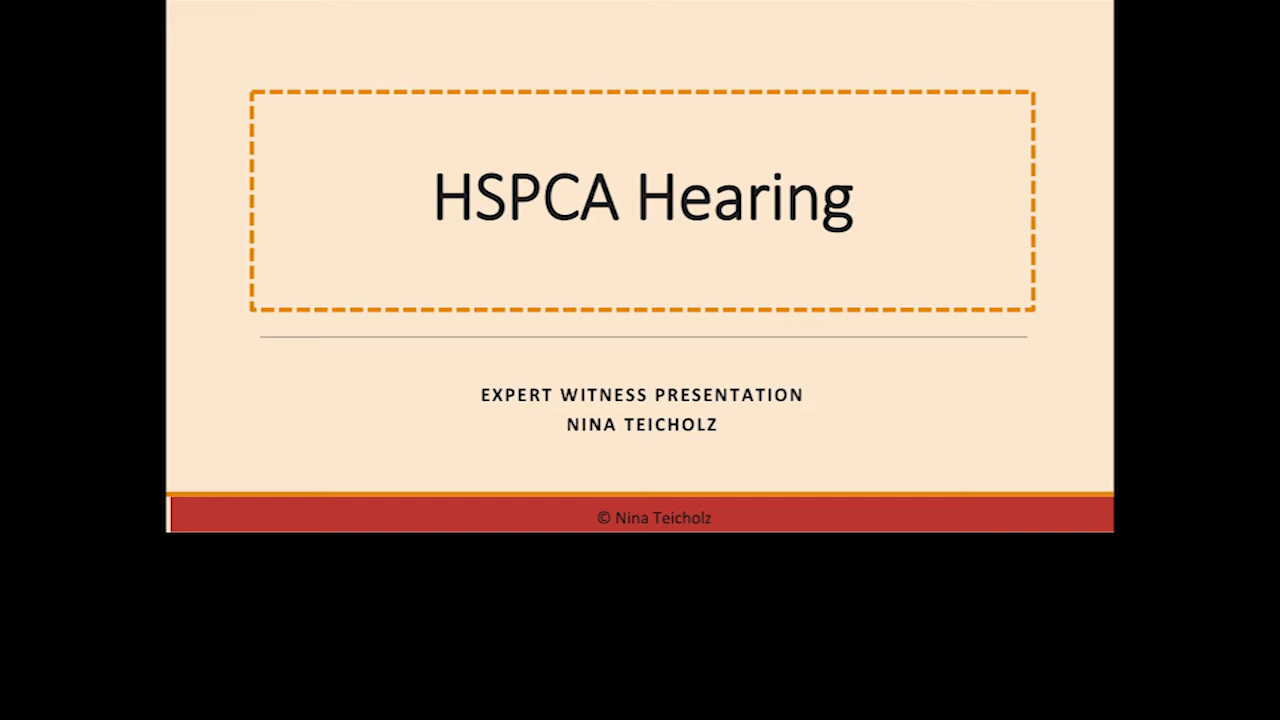 HSPCA Hearing
EXPERT WITNESS PRESENTATION
NINA TEICHOLZ
© Nina Teicholz